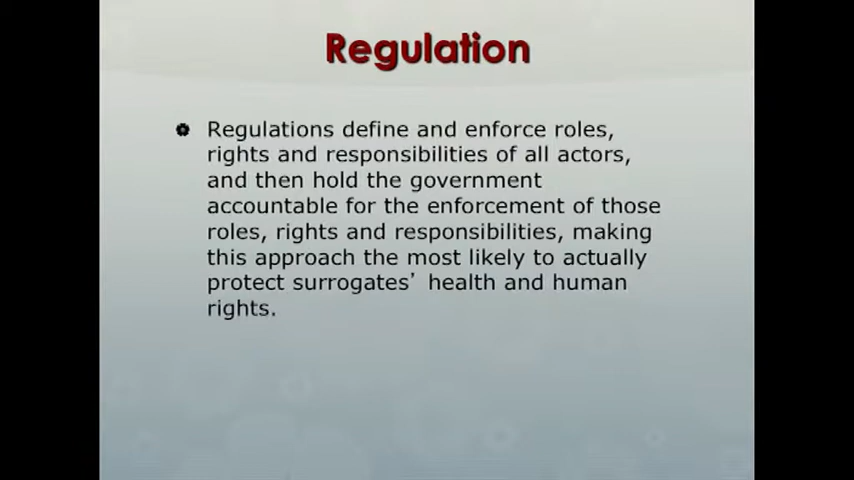 Regulation
Regulations define and enforce roles,
rights and responsibilities of all actors,
and then hold the government
accountable for the enforcement of those
roles, rights and responsibilities, making
this approach the most likely to actually
protect surrogates’ health and human
rights.